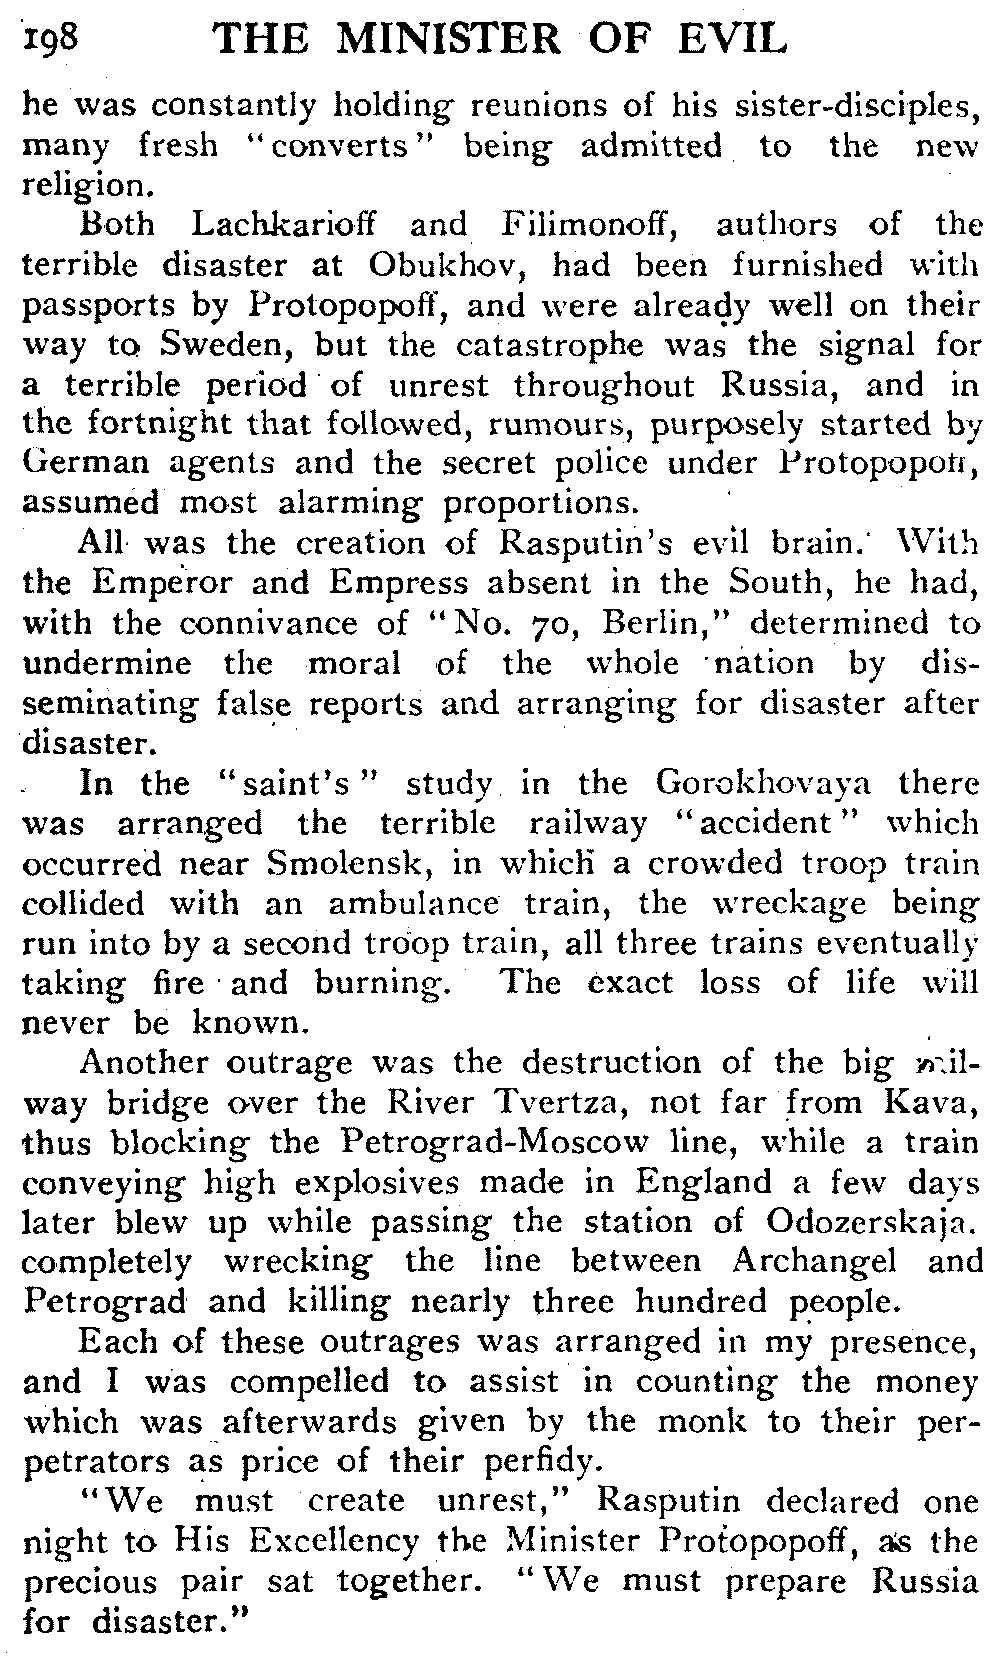 198 THE MINISTER OF EVIL
he was constantly holding reunions of his sister-disciples,
many fresh "converts" being admitted to the new
religion.
Both Lachkarioff and Filimonoff, authors of the
terrible disaster at Obukhov, had been furnished with
passports by Protopopoff, and were already well on their
way to Sweden, but the catastrophe was the signal for
a terrible period of unrest throughout Russia, and in
the fortnight that followed, rumours, purposely started by
German agents and the secret police under Protopopoff,
assumed most alarming proportions.
All was the creation of Rasputin's evil brain. With
the Emperor and Empress absent in the South, he had,
with the connivance of "No. 70, Berlin," determined to
undermine the moral of the whole nation by dis-
seminating false reports and arranging for disaster after
disaster.
In the "saint's" study in the Gorokhovaya there
was arranged the terrible railway "accident" which
occurred near Smolensk, in which a crowded troop train
collided with an ambulance train, the wreckage being
run into by a second troop train, all three trains eventually
taking fire and burning. The exact loss of life will
never be known.
Another outrage was the destruction of the big rail-
way bridge over the River Tvertza, not far from Kava,
thus blocking the Petrograd-Moscow line, while a train
conveying high explosives made in England a few days
later blew up while passing the station of Odozerskaja.
completely wrecking the line between Archangel and
Petrograd and killing nearly three hundred people.
Each of these outrages was arranged in my presence,
and I was compelled to assist in counting the money
which was afterwards given by the monk to their per-
petrators as price of their perfidy.
"We must create unrest," Rasputin declared one
night to His Excellency the Minister Protopopoff, as the
precious pair sat together. "We must prepare Russia
for disaster."